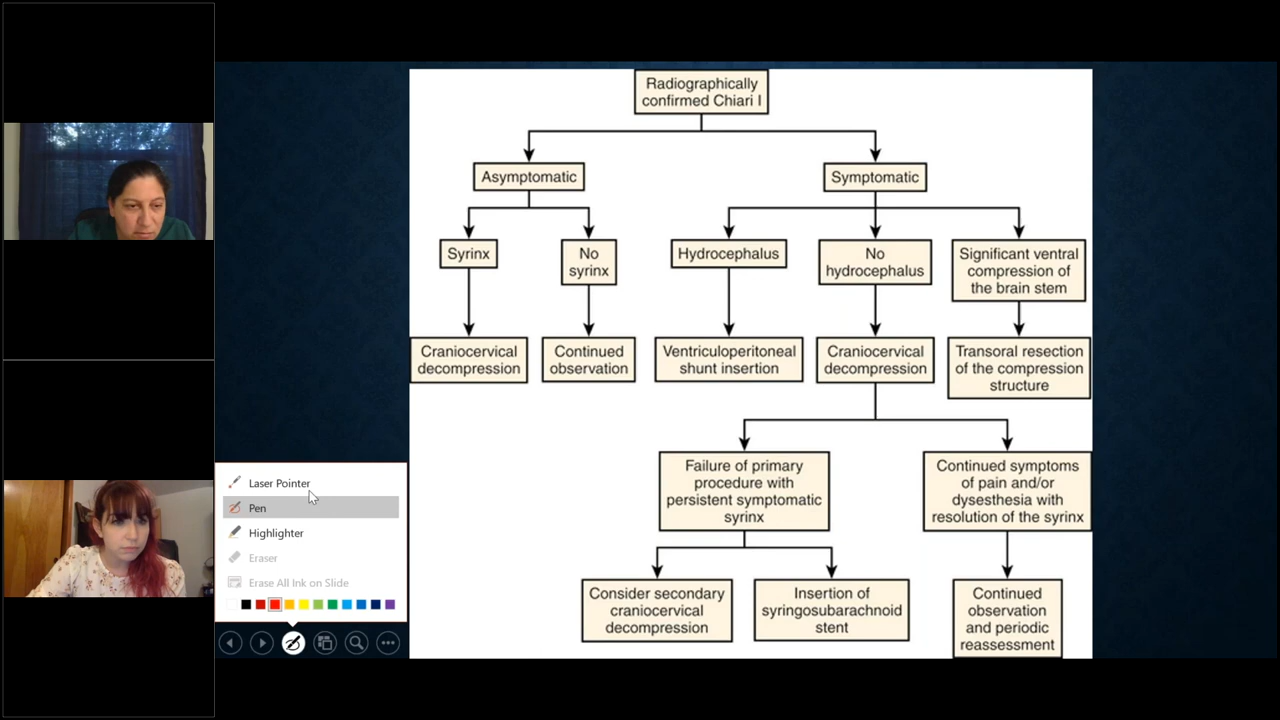 Radiographically
confirmed Chiari I
Asymptomatic
Symptomatic
Syrinx
No
syrinx
Hydrocephalus
No
hydrocephalus
Significant ventral
compression of
the brain stem
Craniocervical
decompression
Continued
observation
Ventriculoperitoneal
shunt insertion
Craniocervical
decompression
Transoral resection
of the compression
structure
Failure of primary
procedure with
persistent symptomatic
syrinx
Continued symptoms
of pain and/or
dysesthesia with
resolution of the syrinx
Consider secondary
craniocervical
decompression
Insertion of
syringosubarachnoid
stent
Continued
observation
and periodic
reassessment
Laser Pointer
Pen
Highlighter
Eraser
Erase All Ink on Slide